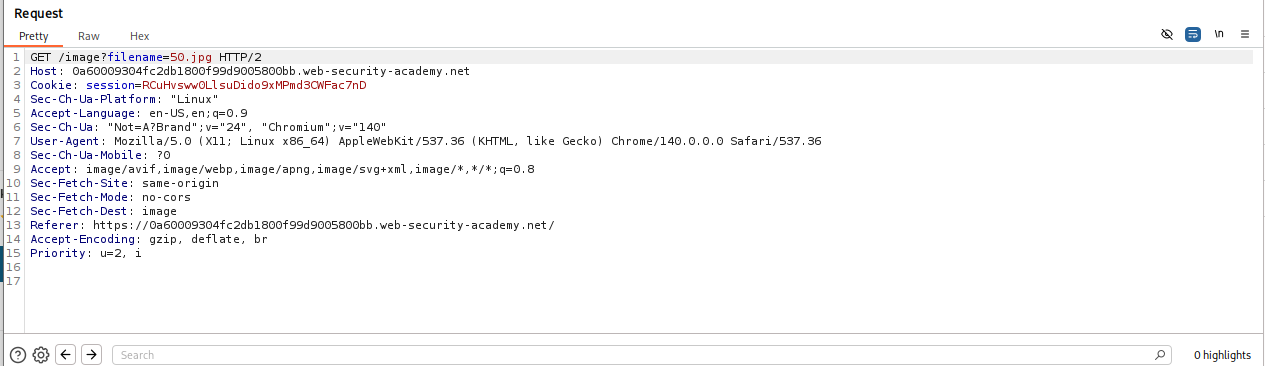 Request
Pretty Raw Hex
\n
1 GET /image?filename=50.jpg HTTP/2
2 Host: 0a60009304fc2db1800f99d9005800bb.web-security-academy.net
3 Cookie: session=RCuHvsww0LlsuDido9xMPmd3CWFac7nD
4 Sec-Ch-Ua-Platform: "Linux"
5 Accept-Language: en-US,en;q=0.9
6 Sec-Ch-Ua: "Not=A?Brand";v="24", "Chromium";v="140"
7 User-Agent: Mozilla/5.0 (X11; Linux x86_64) AppleWebKit/537.36 (KHTML, like Gecko) Chrome/140.0.0.0 Safari/537.36
8 Sec-Ch-Ua-Mobile: ?0
9 Accept: image/avif,image/webp,image/apng,image/svg+xml,image/*,*/*;q=0.8
10 Sec-Fetch-Site: same-origin
11 Sec-Fetch-Mode: no-cors
12 Sec-Fetch-Dest: image
13 Referer: https://0a60009304fc2db1800f99d9005800bb.web-security-academy.net/
14 Accept-Encoding: gzip, deflate, br
15 Priority: u=2, i
16
17
Search
0 highlights